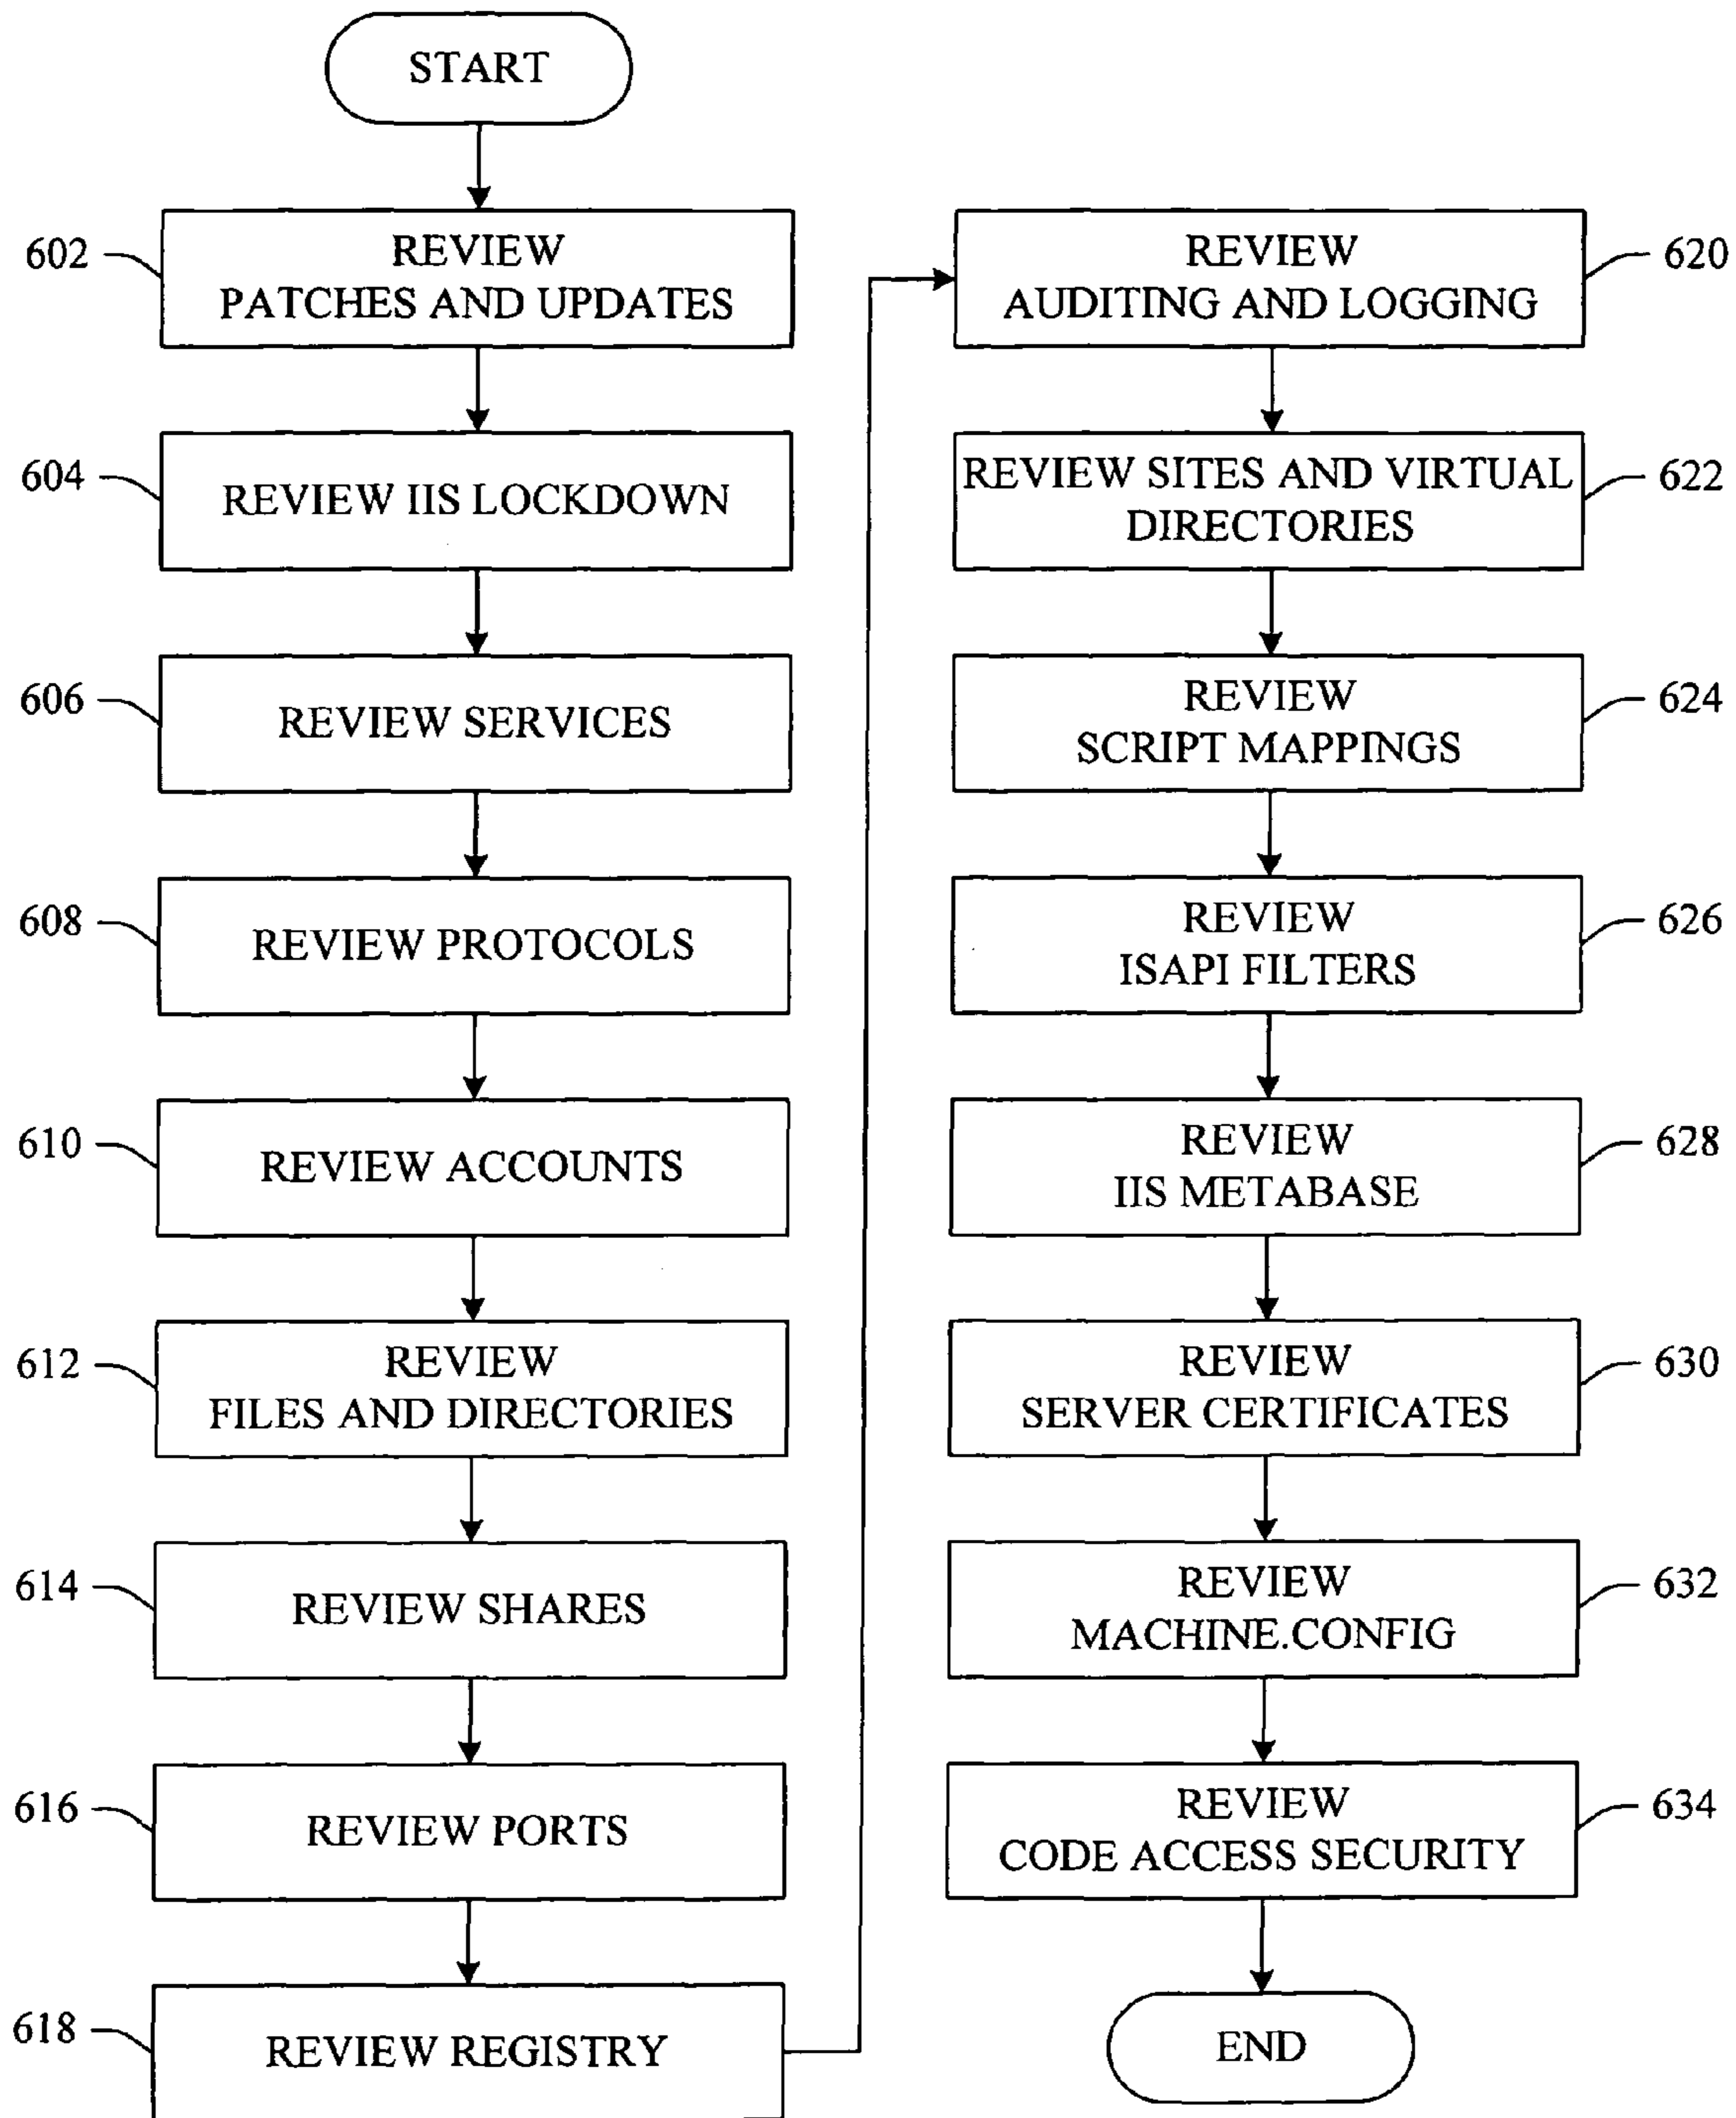 START
602
REVIEW
PATCHES AND UPDATES
604
REVIEW IIS LOCKDOWN
606
REVIEW SERVICES
608
REVIEW PROTOCOLS
610
REVIEW ACCOUNTS
612
REVIEW
FILES AND DIRECTORIES
614
REVIEW SHARES
616
REVIEW PORTS
618
REVIEW REGISTRY
REVIEW
AUDITING AND LOGGING
620
REVIEW SITES AND VIRTUAL
DIRECTORIES
622
REVIEW
SCRIPT MAPPINGS
624
REVIEW
ISAPI FILTERS
626
REVIEW
IIS METABASE
628
REVIEW
SERVER CERTIFICATES
630
REVIEW
MACHINE.CONFIG
632
REVIEW
CODE ACCESS SECURITY
634
END